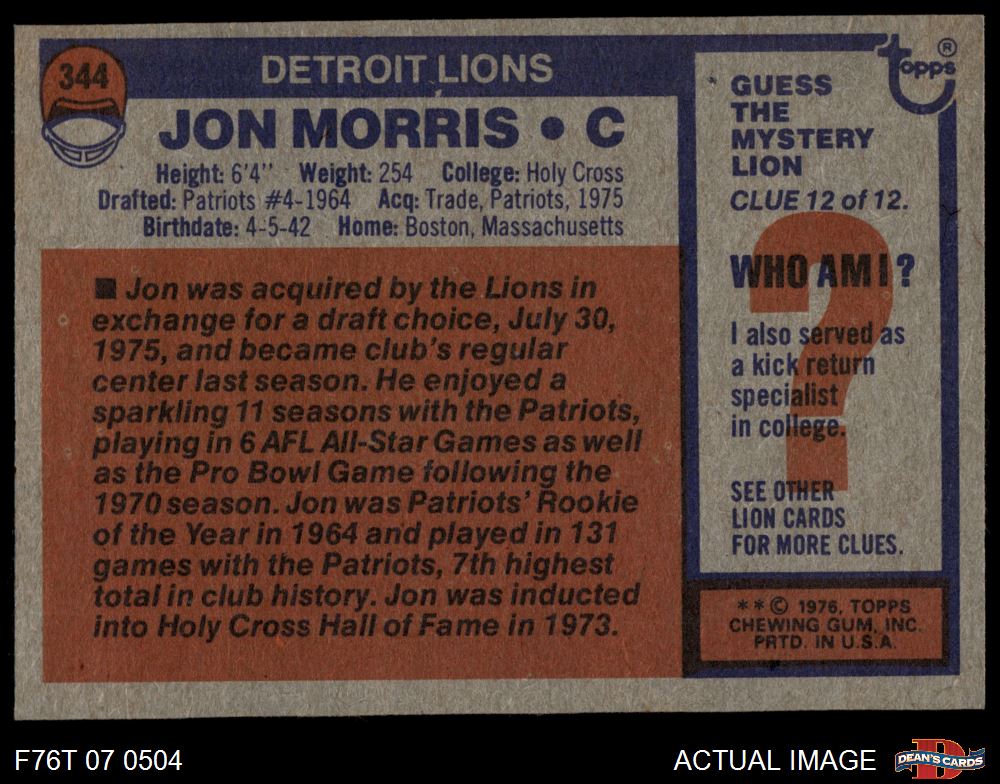 344
DETROIT LIONS
JON MORRIS • C
Height: 6'4" Weight: 254 College: Holy Cross
Drafted: Patriots #4-1964 Acq: Trade, Patriots, 1975
Birthdate: 4-5-42 Home: Boston, Massachusetts
■ Jon was acquired by the Lions in
exchange for a draft choice, July 30,
1975, and became club's regular
center last season. He enjoyed a
sparkling 11 seasons with the Patriots,
playing in 6 AFL All-Star Games as well
as the Pro Bowl Game following the
1970 season. Jon was Patriots' Rookie
of the Year in 1964 and played in 131
games with the Patriots, 7th highest
total in club history. Jon was inducted
into Holy Cross Hall of Fame in 1973.
topps ®
GUESS
THE
MYSTERY
LION
CLUE 12 of 12.
?
WHO AM I?
I also served as
a kick return
specialist
in college.
SEE OTHER
LION CARDS
FOR MORE CLUES.
**© 1976, TOPPS
CHEWING GUM, INC.
PRTD. IN U.S.A.
F76T 07 0504
ACTUAL IMAGE
D DEAN'S CARDS